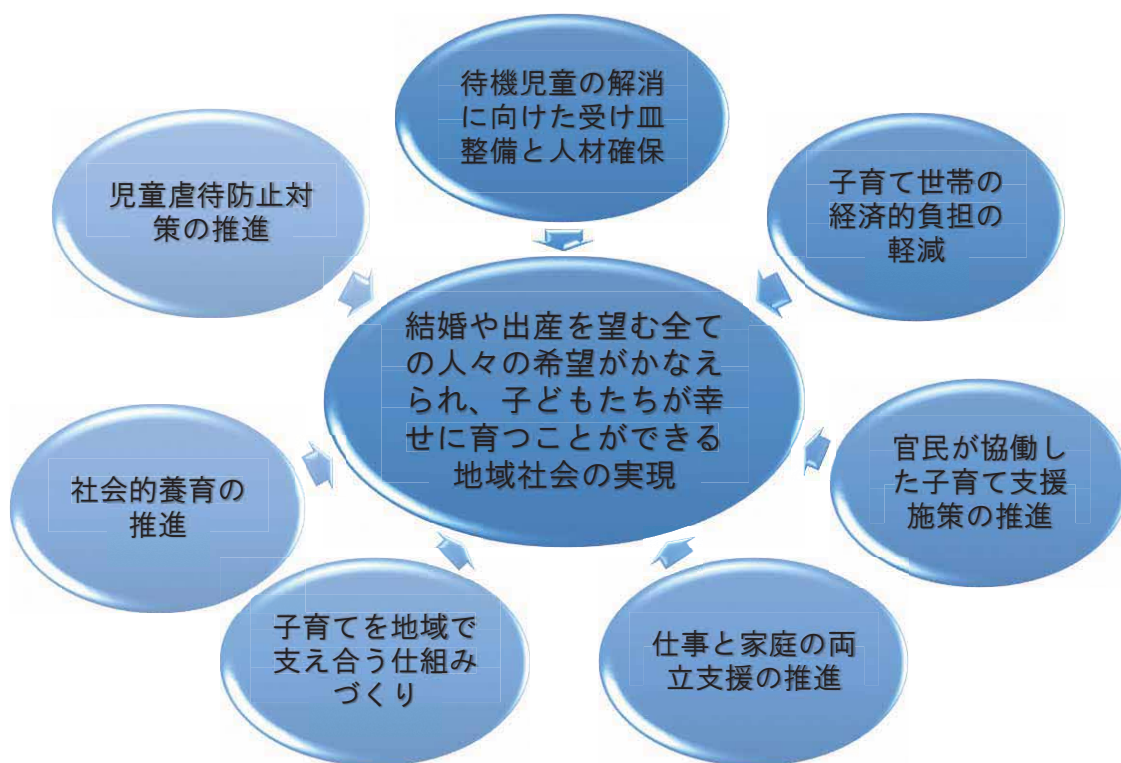 待機児童の解消
に向けた受け皿
整備と人材確保
子育て世帯の
経済的負担の
軽減
官民が協働し
た子育て支援
施策の推進
仕事と家庭の両
立支援の推進
子育てを地域で
支え合う仕組み
づくり
社会的養育の
推進
児童虐待防止対
策の推進
結婚や出産を望む全て
の人々の希望がかなえ
られ、子どもたちが幸
せに育つことができる
地域社会の実現